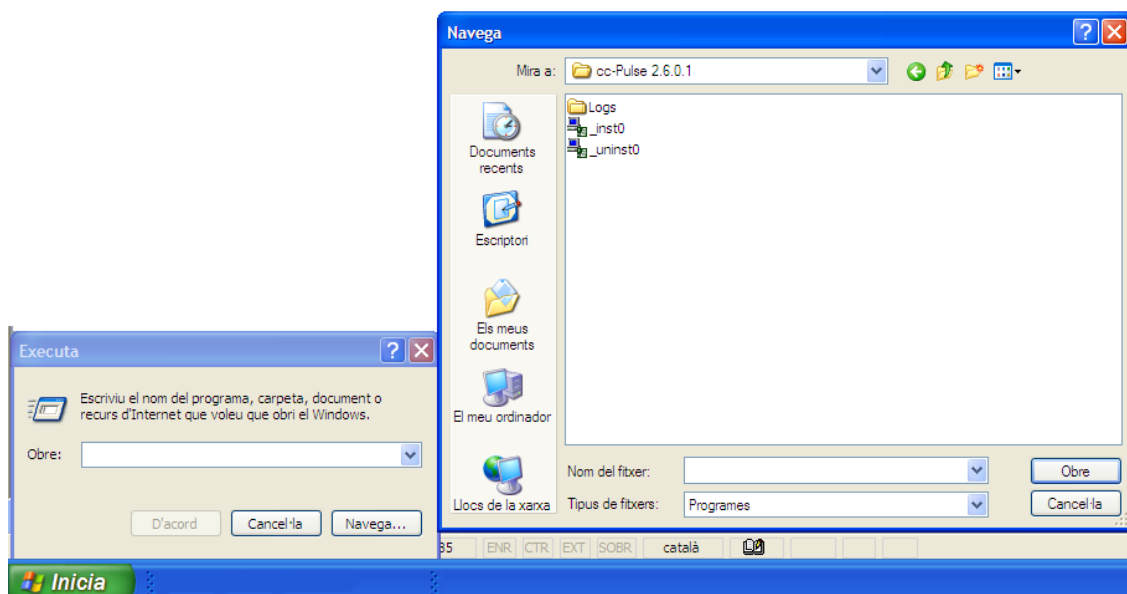 Navega
Mira a: cc-Pulse 2.6.0.1
Logs
_inst0
_uninst0
Documents
recents
Escriptori
Els meus
documents
El meu ordinador
Llocs de la xarxa
Nom del fitxer:
Obre
Tipus de fitxers: Programes
Cancel·la
Executa
Escriviu el nom del programa, carpeta, document o
recurs d'Internet que voleu que obri el Windows.
Obre:
D'acord Cancel·la Navega...
85 ENR CTR EXT SOBR català
Inicia